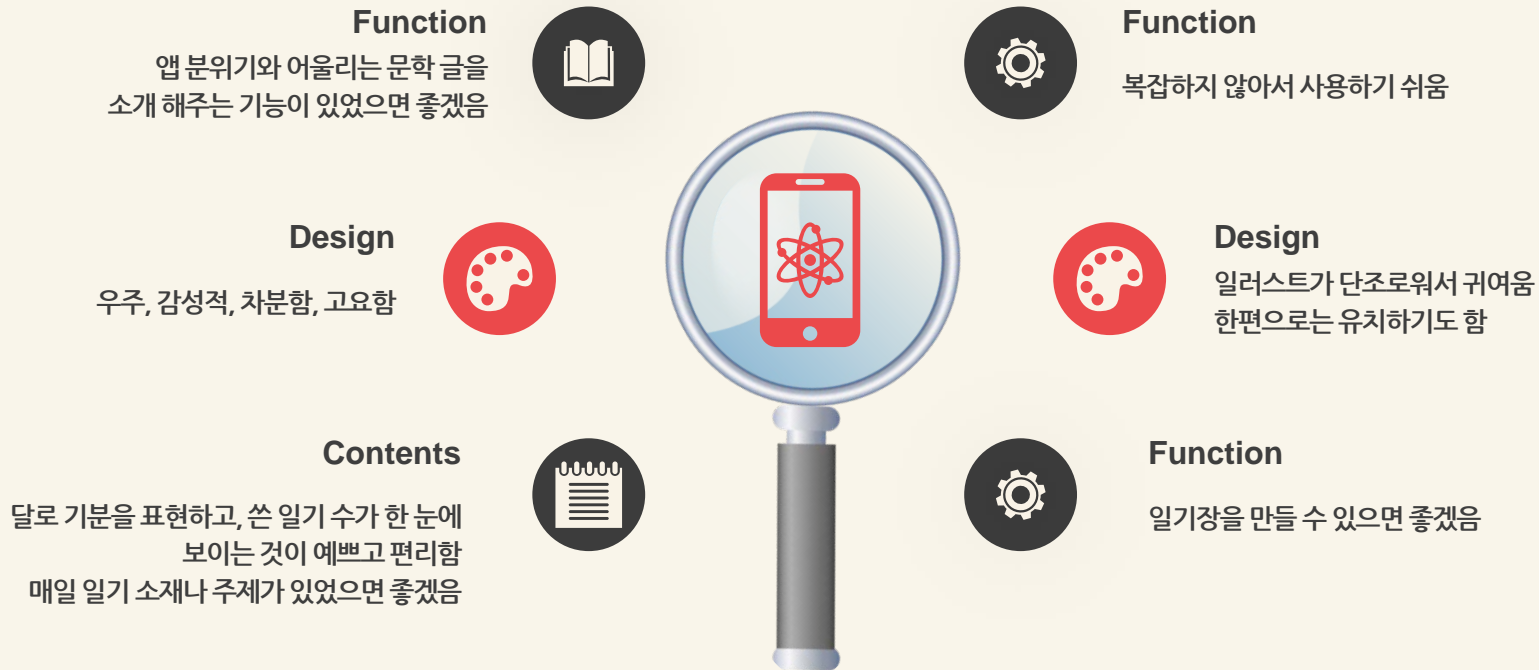 Function
앱 분위기와 어울리는 문학 글을
소개 해주는 기능이 있었으면 좋겠음
Design
우주, 감성적, 차분함, 고요함
Contents
달로 기분을 표현하고, 쓴 일기 수가 한 눈에
보이는 것이 예쁘고 편리함
매일 일기 소재나 주제가 있었으면 좋겠음
Function
복잡하지 않아서 사용하기 쉬움
Design
일러스트가 단조로워서 귀여움
한편으로는 유치하기도 함
Function
일기장을 만들 수 있으면 좋겠음